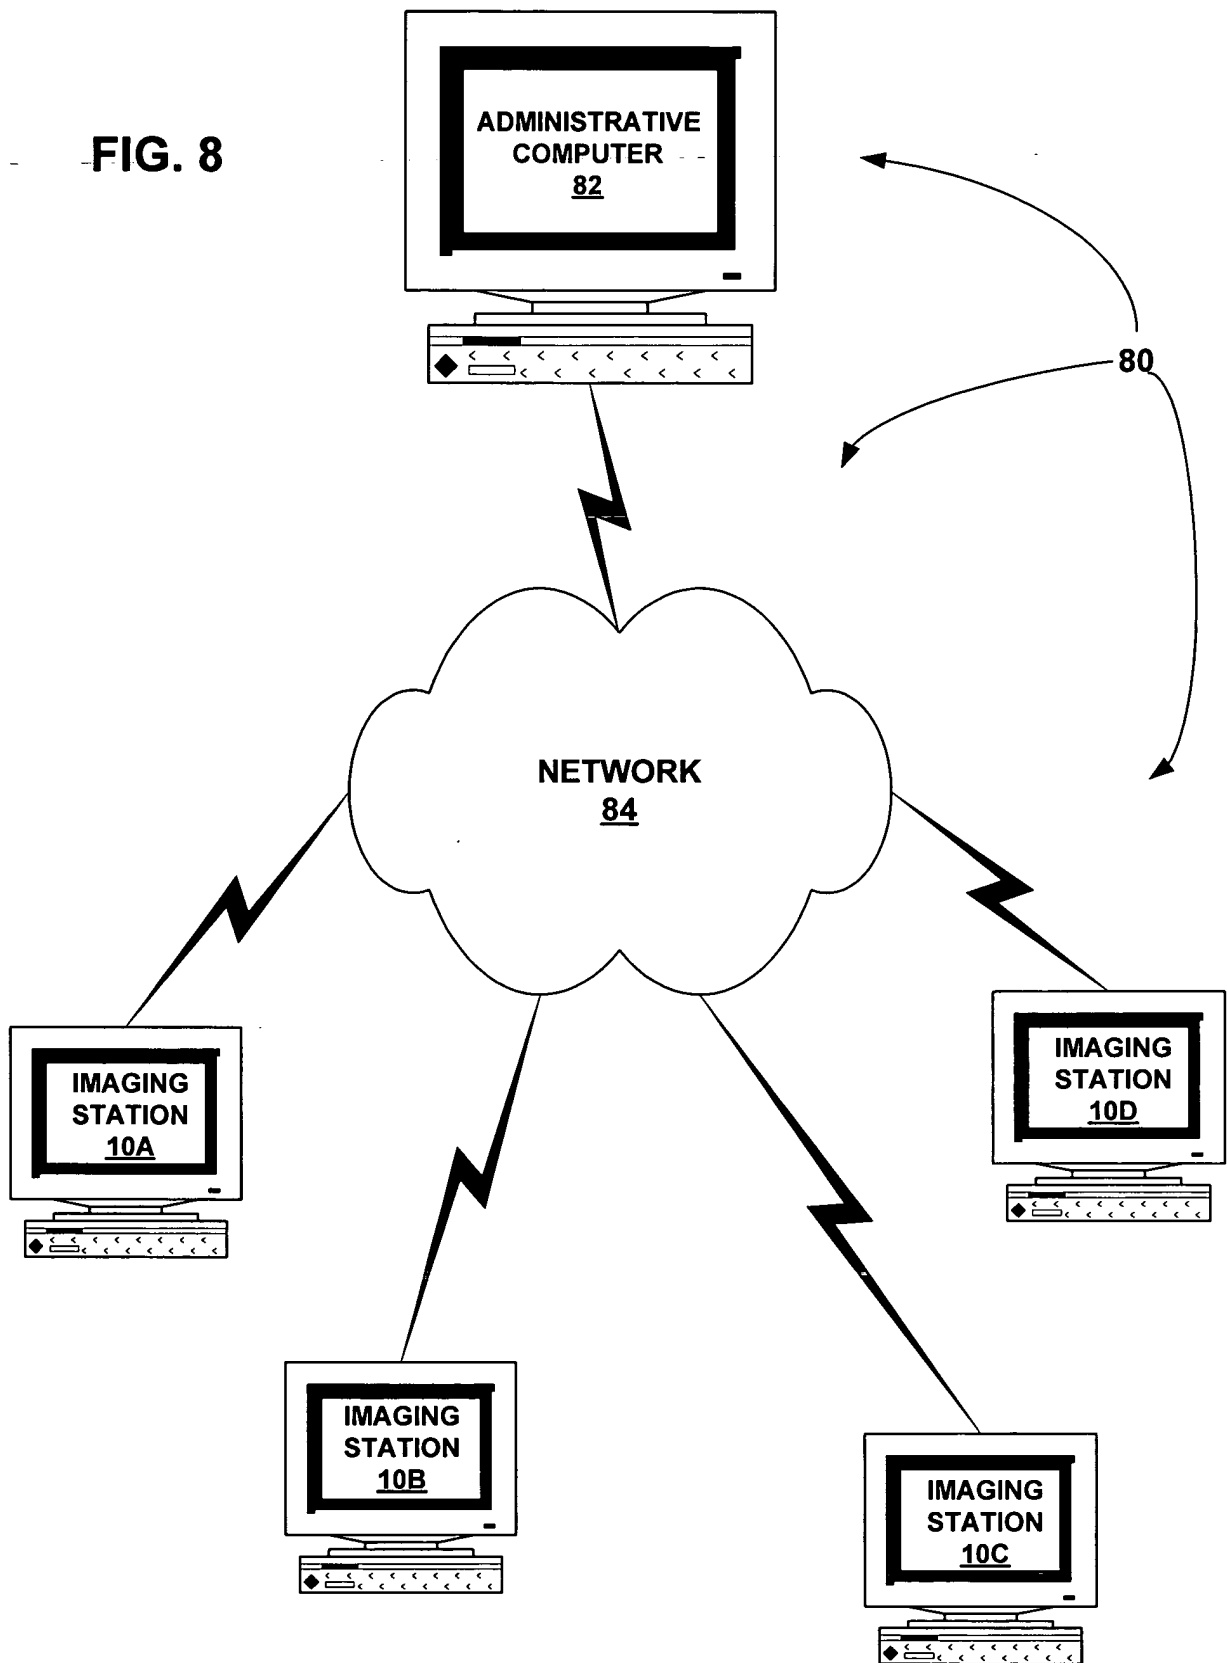 FIG. 8
ADMINISTRATIVE
COMPUTER
82
80
NETWORK
84
IMAGING
STATION
10A
IMAGING
STATION
10D
IMAGING
STATION
10B
IMAGING
STATION
10C